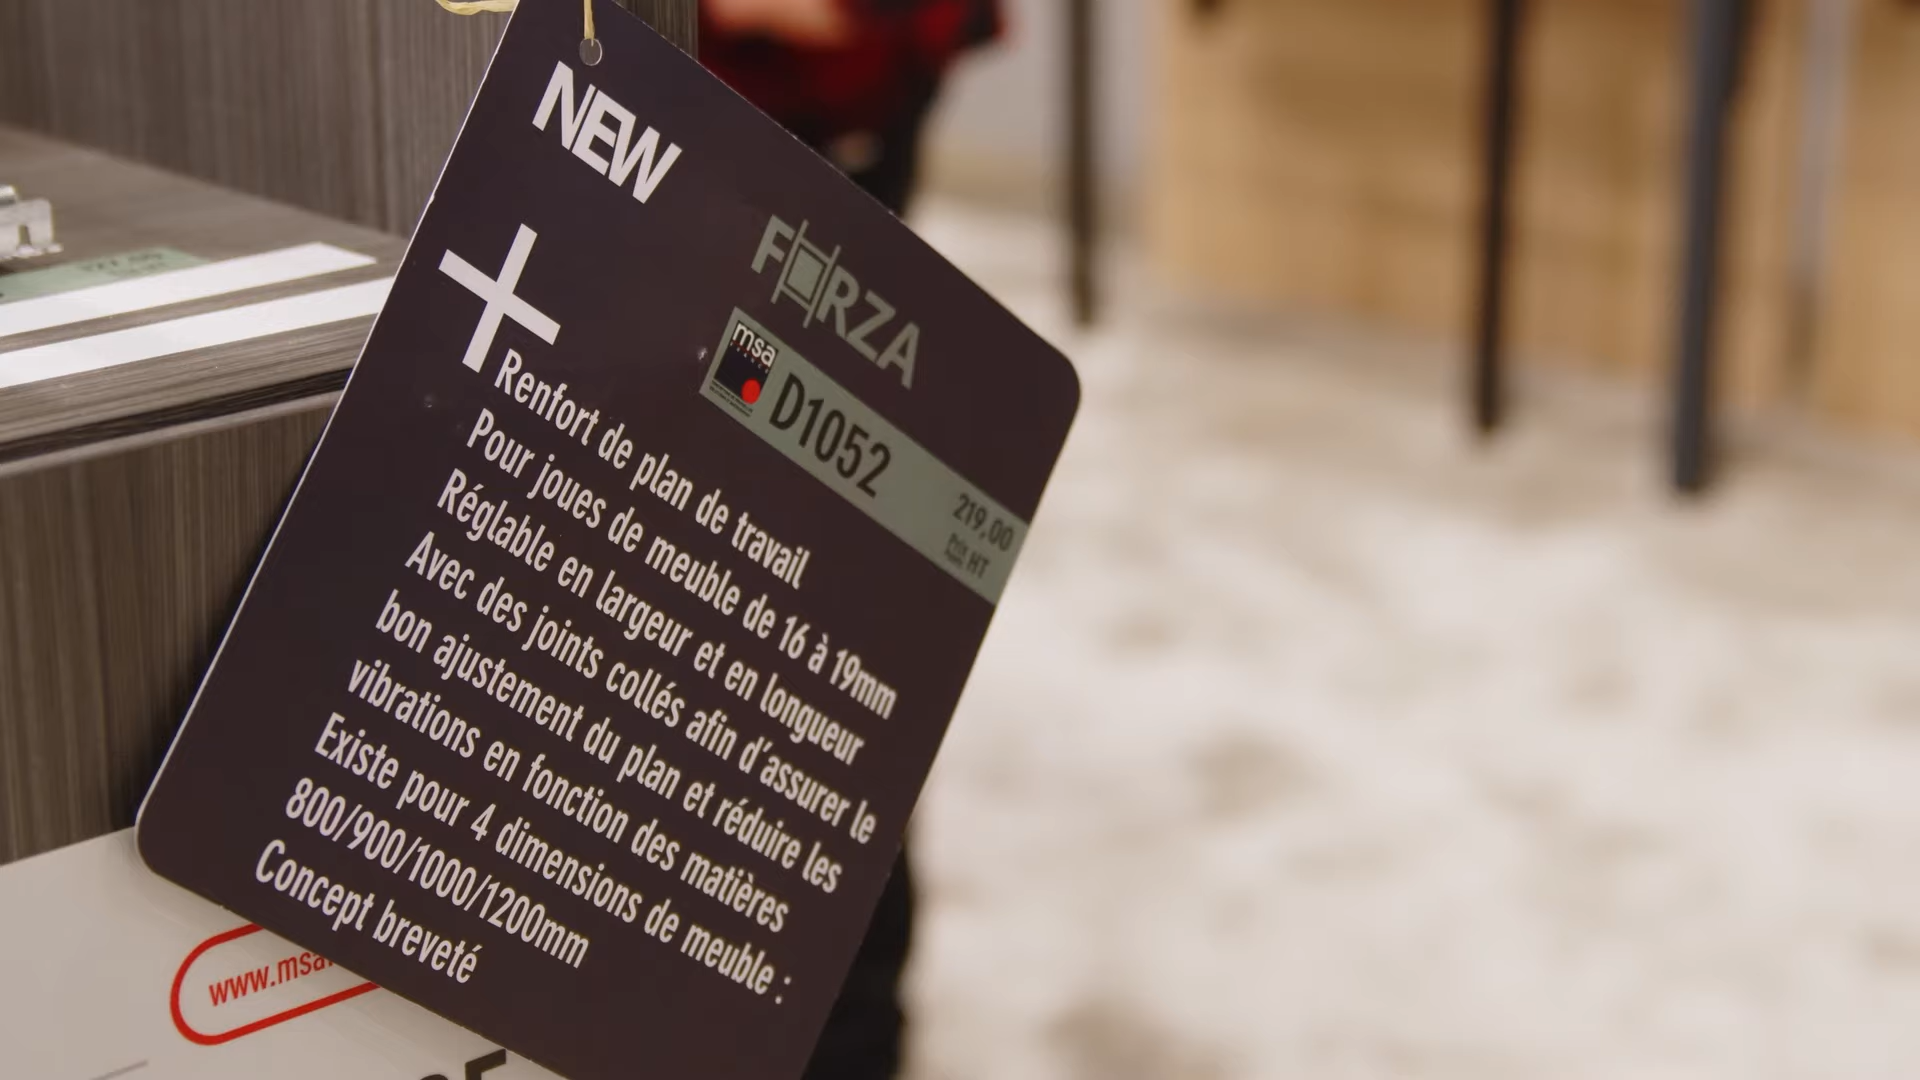 NEW
FORZA
msa
D1052
219,00
HT
Renfort de plan de travail
Pour joues de meuble de 16 à 19mm
Réglable en largeur et en longueur
Avec des joints collés afin d'assurer le
bon ajustement du plan et réduire les
vibrations en fonction des matières
Existe pour 4 dimensions de meuble :
800/900/1000/1200mm
Concept breveté
www.msa